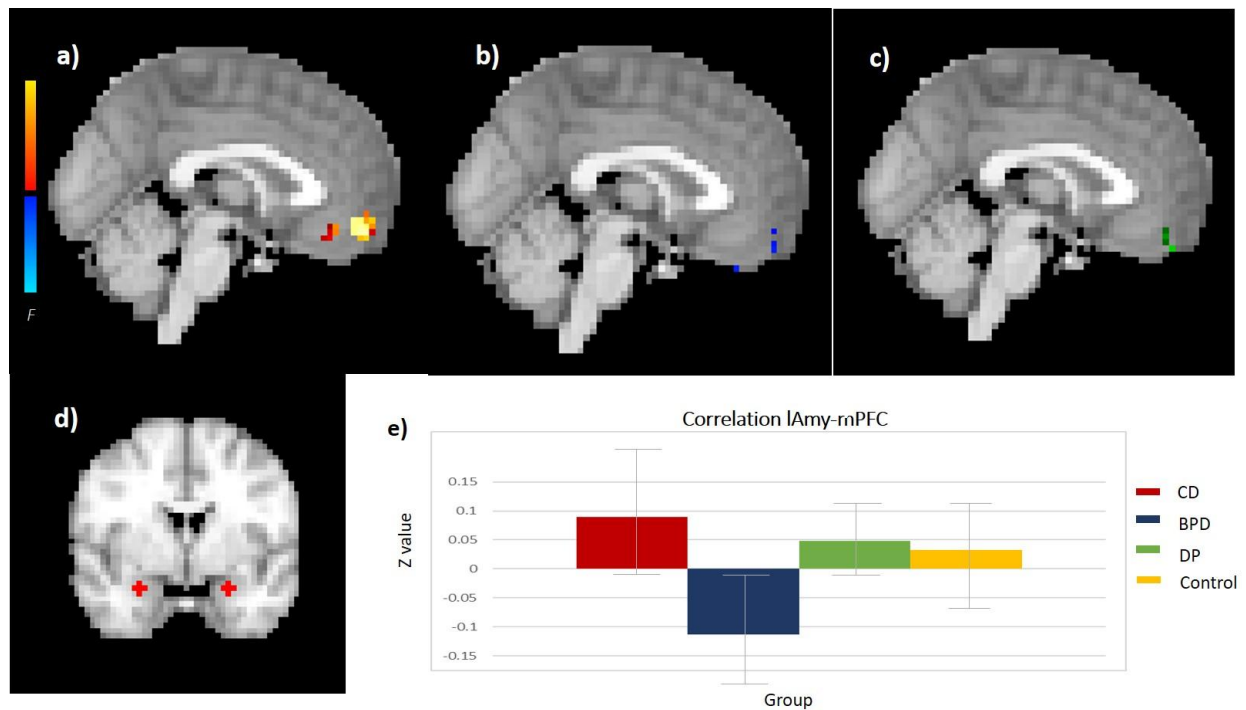 a)
b)
c)
F
d)
e)
Correlation lAmy-mPFC
Z value
0.15
0.1
0.05
0
-0.05
-0.1
-0.15
Group
CD
BPD
DP
Control